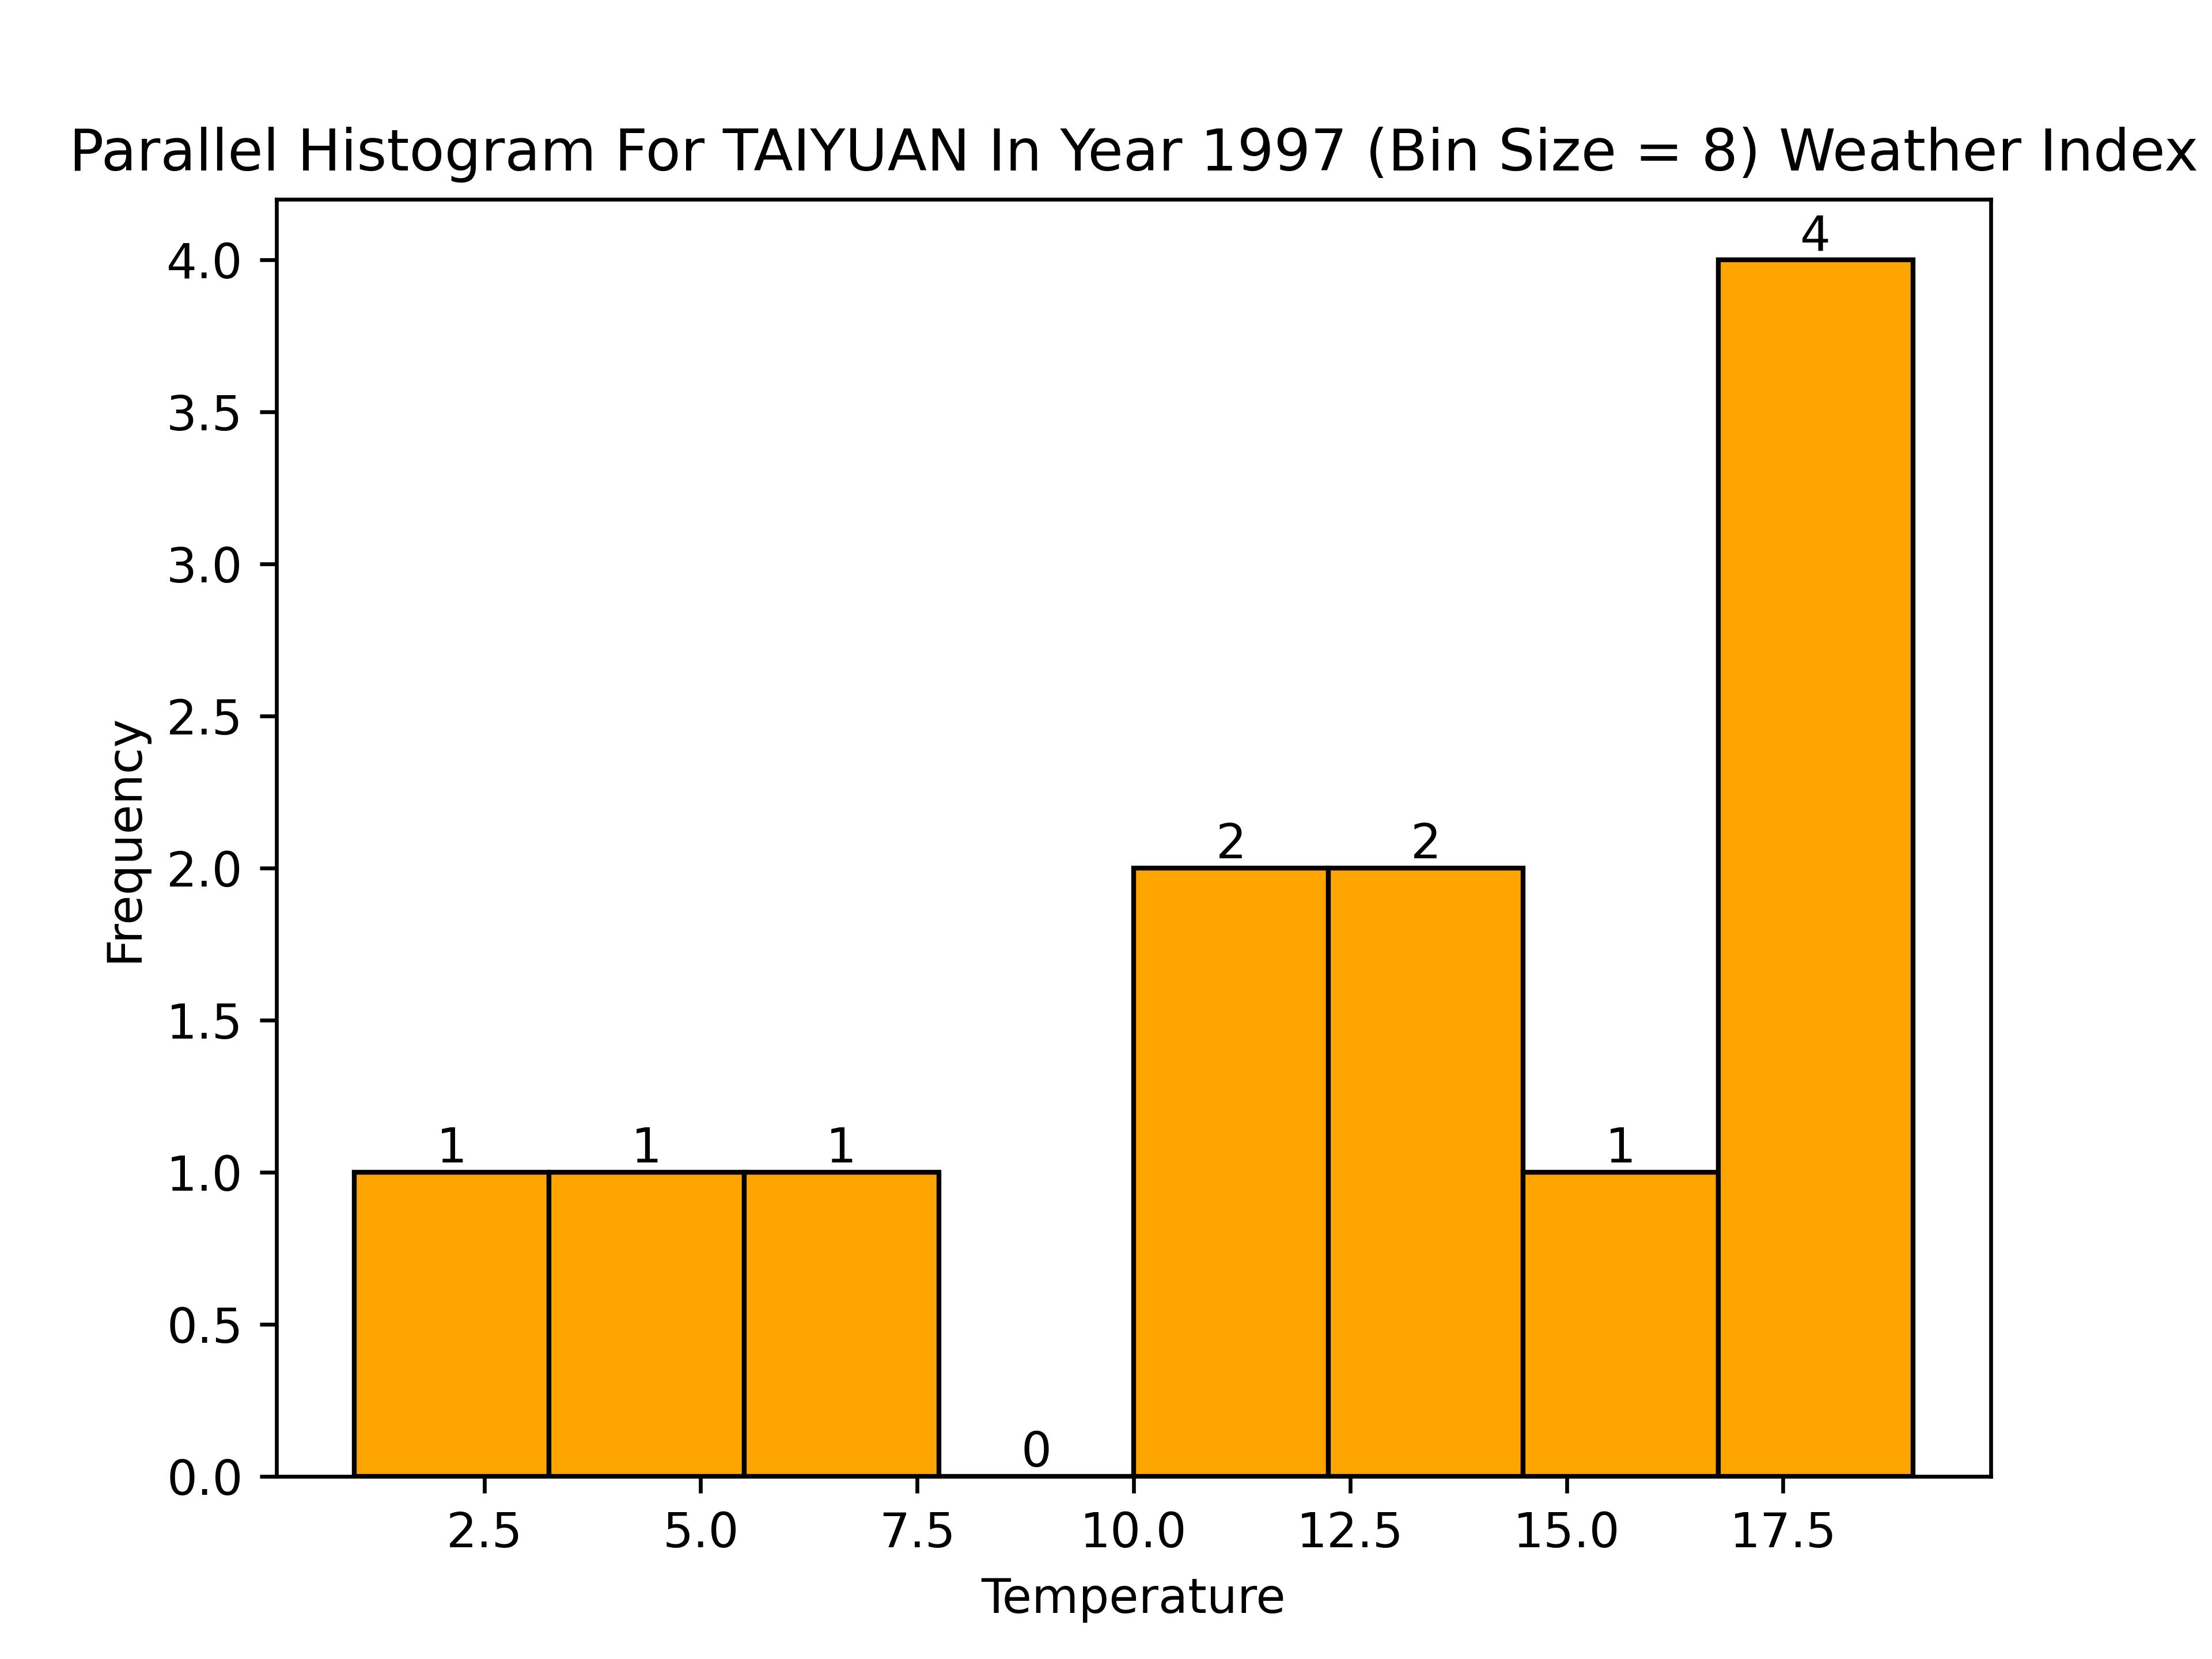 Parallel Histogram For TAIYUAN In Year 1997 (Bin Size = 8) Weather Index
4
4.0
3.5
3.0
2.5
2 2
2.0
1.5
1 1 1 1
1.0
0.5
0
0.0
Frequency
2.5 5.0 7.5 10.0 12.5 15.0 17.5
Temperature